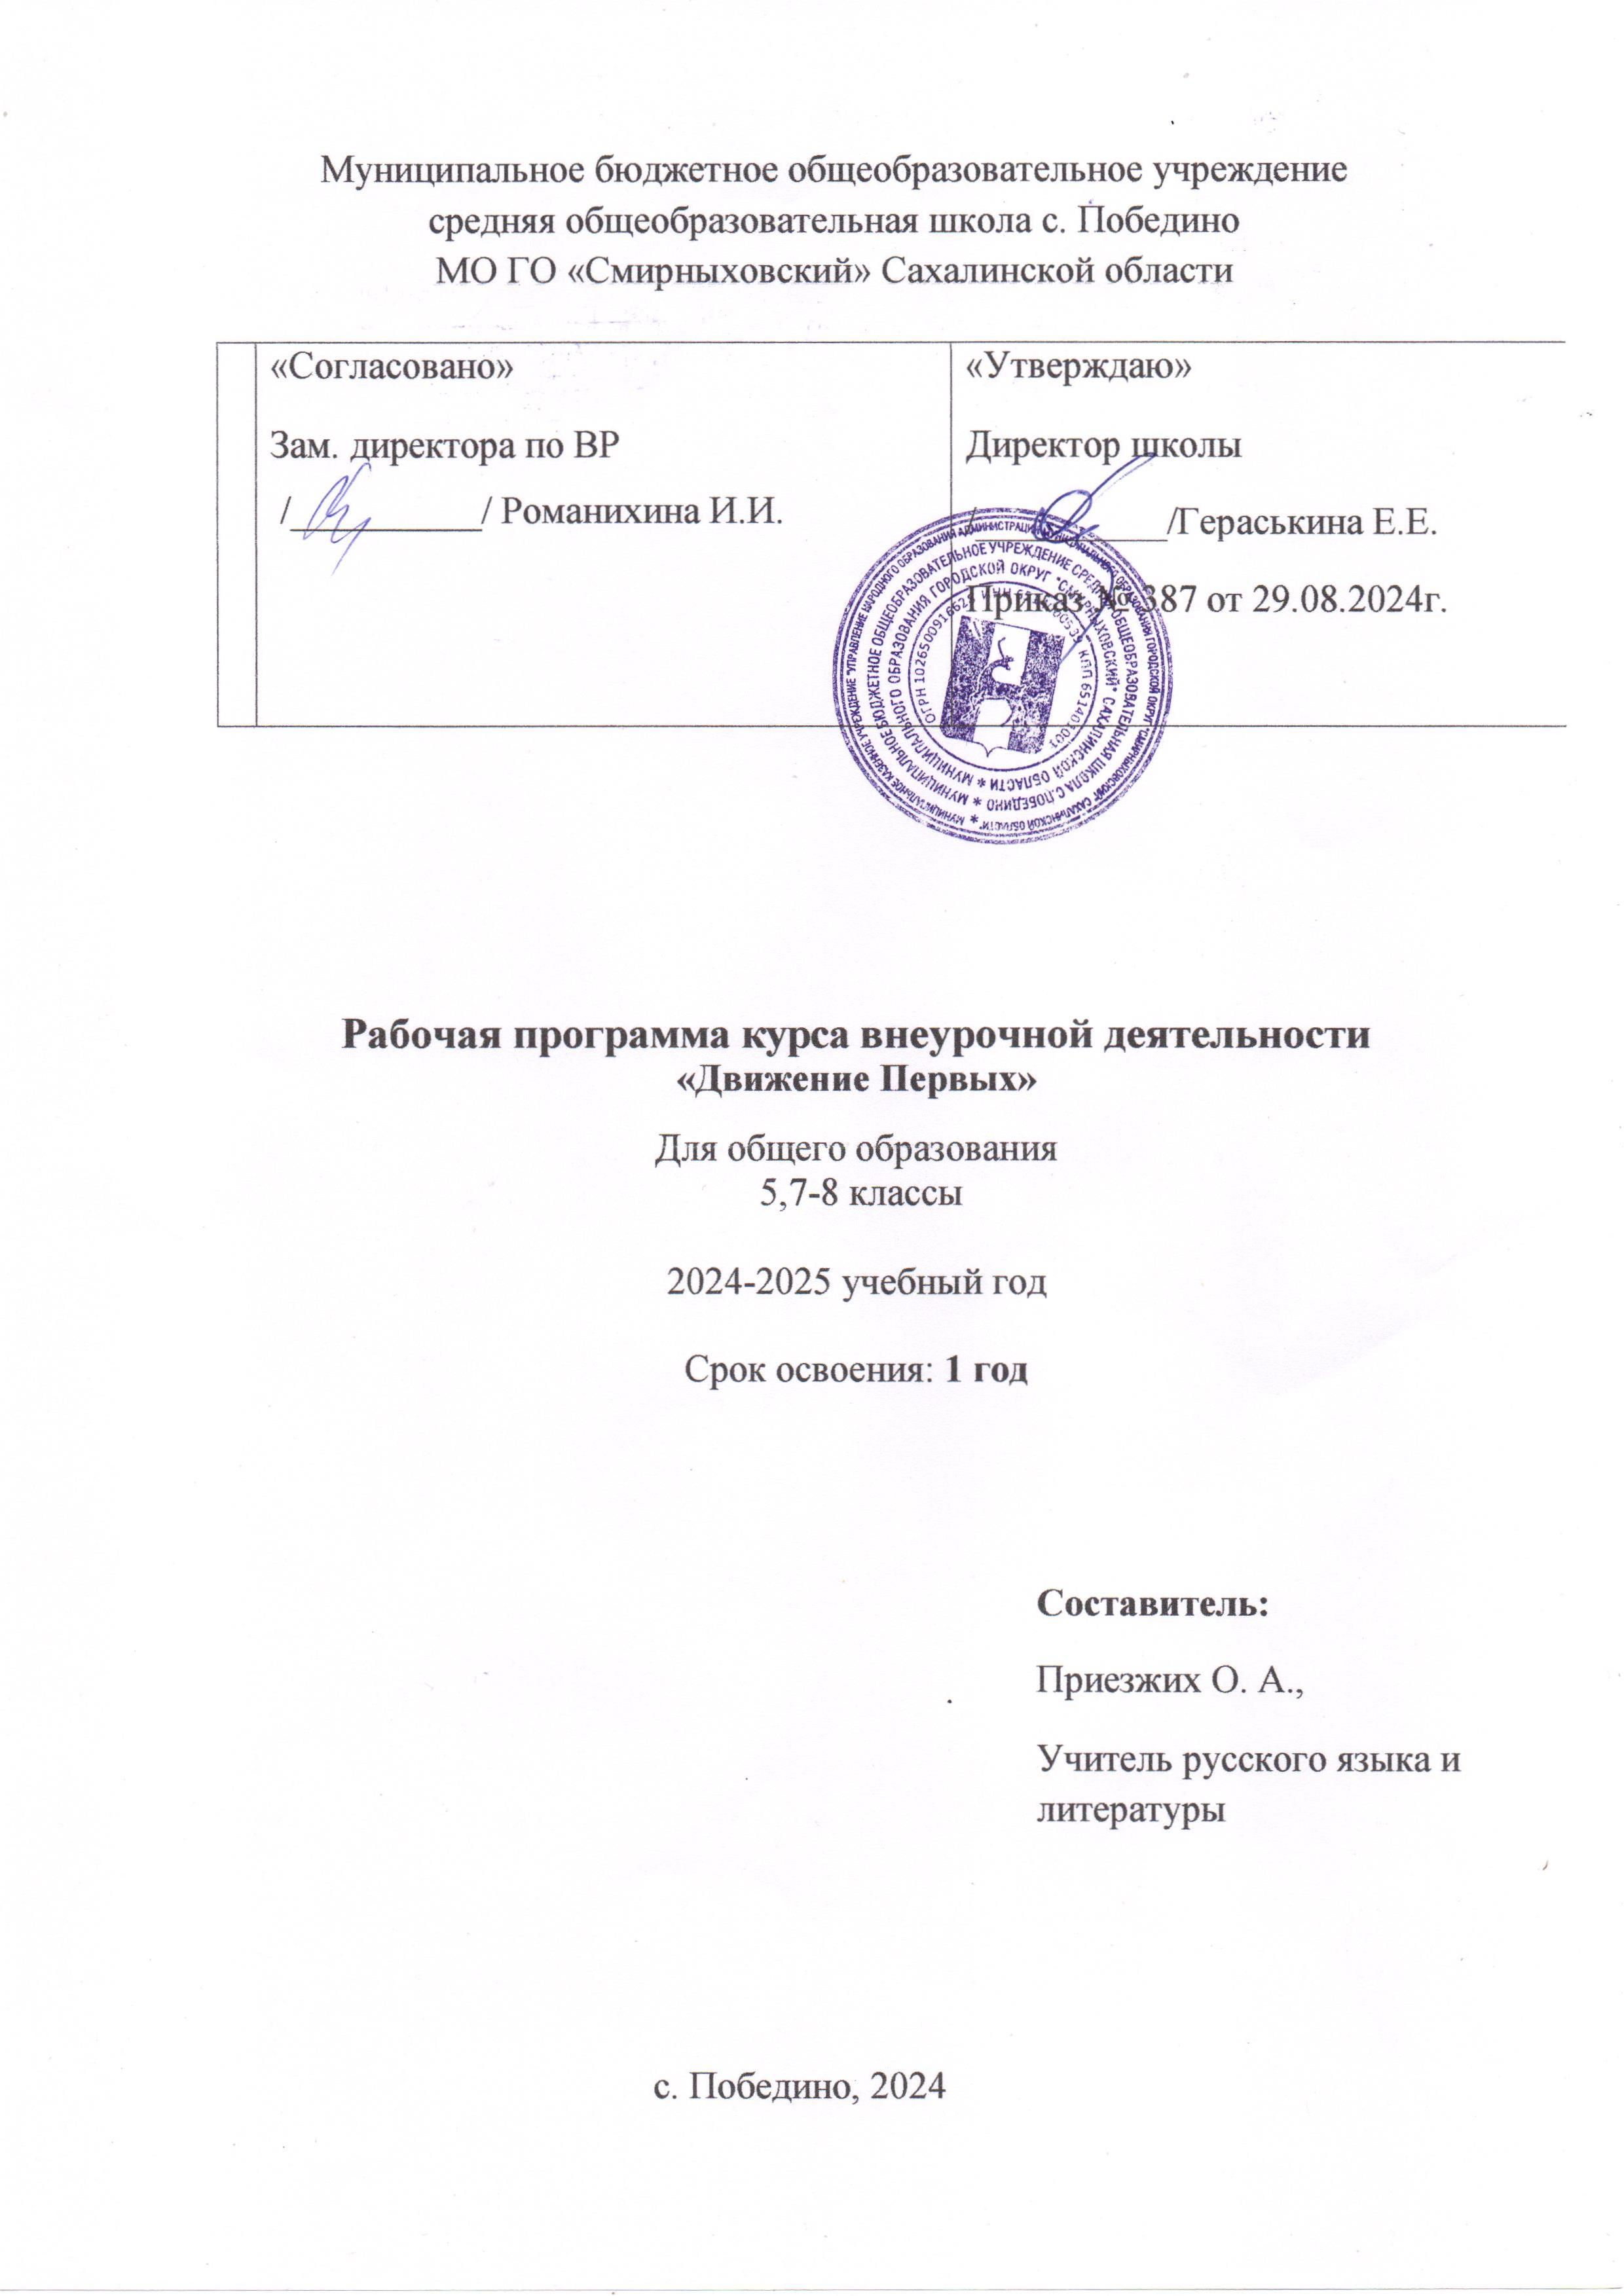 Муниципальное бюджетное общеобразовательное учреждение
средняя общеобразовательная школа с. Победино
МО ГО «Смирныховский» Сахалинской области
«Согласовано»
Зам. директора по ВР
/__________/ Романихина И.И.
«Утверждаю»
Директор школы
/__________/Гераськина Е.Е.
Приказ № 387 от 29.08.2024г.
Рабочая программа курса внеурочной деятельности
«Движение Первых»
Для общего образования
5,7-8 классы
2024-2025 учебный год
Срок освоения: 1 год
Составитель:
Приезжих О. А.,
Учитель русского языка и
литературы
с. Победино, 2024